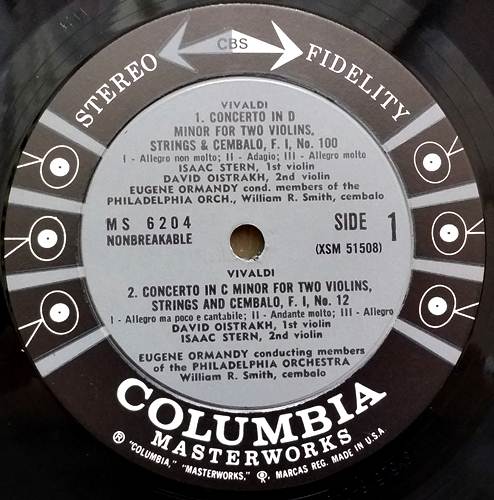 CBS
STEREO FIDELITY
VIVALDI
1. CONCERTO IN D
MINOR FOR TWO VIOLINS,
STRINGS & CEMBALO, F. I, No. 100
I - Allegro non molto; II - Adagio; III - Allegro molto
ISAAC STERN, 1st violin
DAVID OISTRAKH, 2nd violin
EUGENE ORMANDY cond. members of the
PHILADELPHIA ORCH., William R. Smith, cembalo
MS 6204
NONBREAKABLE
SIDE 1
(XSM 51508)
VIVALDI
2. CONCERTO IN C MINOR FOR TWO VIOLINS,
STRINGS AND CEMBALO, F. I, No. 12
I - Allegro ma poco e cantabile; II - Andante molto; III - Allegro
DAVID OISTRAKH, 1st violin
ISAAC STERN, 2nd violin
EUGENE ORMANDY conducting members
of the PHILADELPHIA ORCHESTRA
William R. Smith, cembalo
COLUMBIA
MASTERWORKS
® "COLUMBIA," "MASTERWORKS," MARCAS REG. MADE IN U.S.A.